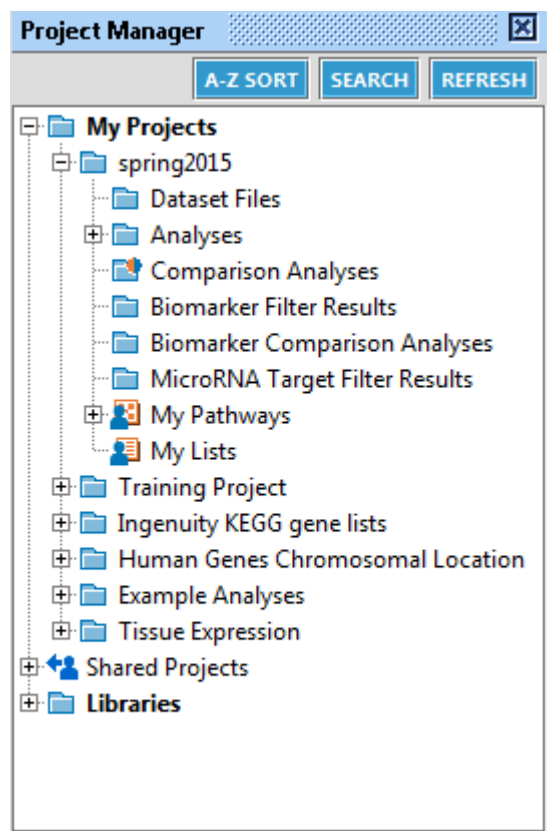 Project Manager
A-Z SORT SEARCH REFRESH
My Projects
spring2015
Dataset Files
Analyses
Comparison Analyses
Biomarker Filter Results
Biomarker Comparison Analyses
MicroRNA Target Filter Results
My Pathways
My Lists
Training Project
Ingenuity KEGG gene lists
Human Genes Chromosomal Location
Example Analyses
Tissue Expression
Shared Projects
Libraries